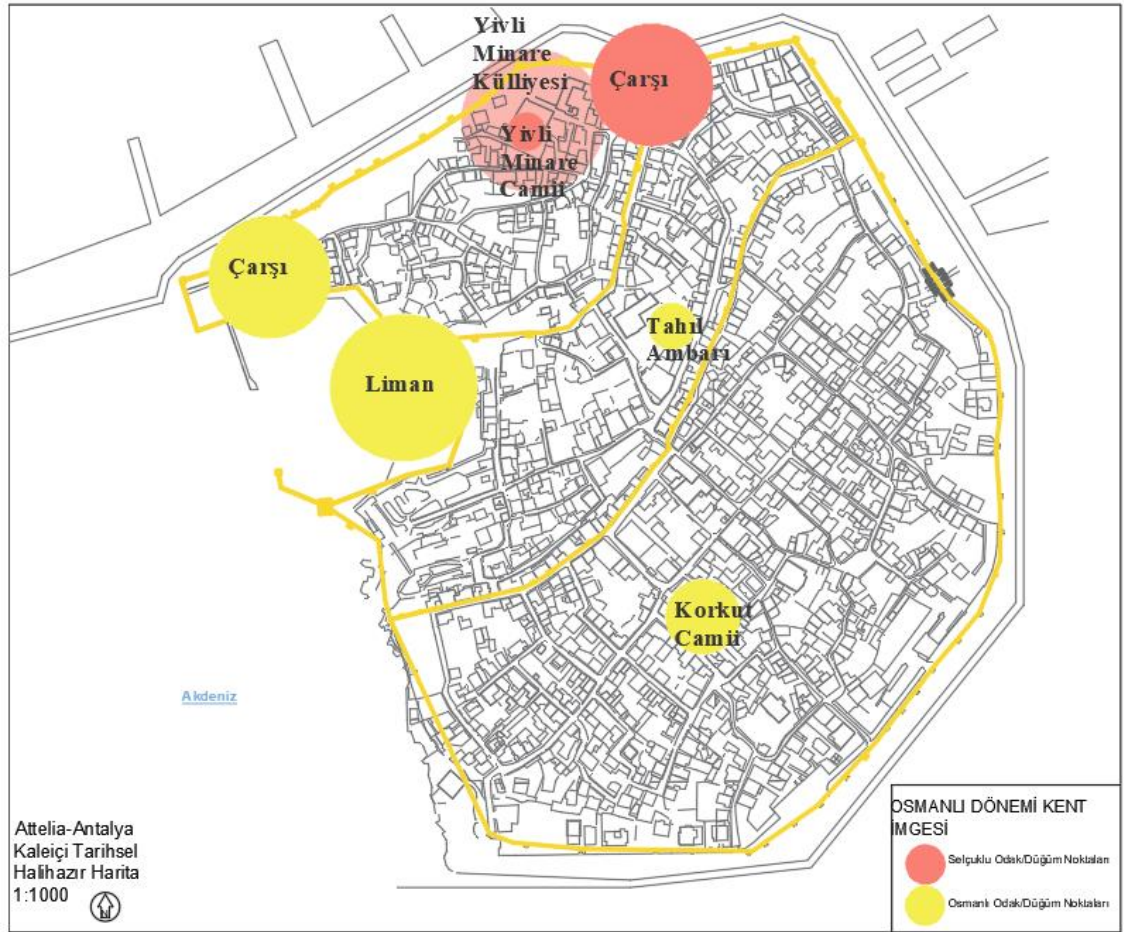 Yivli
Minare
Külliyesi
Çarşı
Yivli
Minare
Camii
Çarşı
Tahıl
Ambarı
Liman
Korkut
Camii
Akdeniz
Attelia-Antalya
Kaleiçi Tarihsel
Halihazır Harita
1:1000
OSMANLI DÖNEMİ KENT
İMGESİ
Selçuklu Odak/Düğüm Noktaları
Osmanlı Odak/Düğüm Noktaları